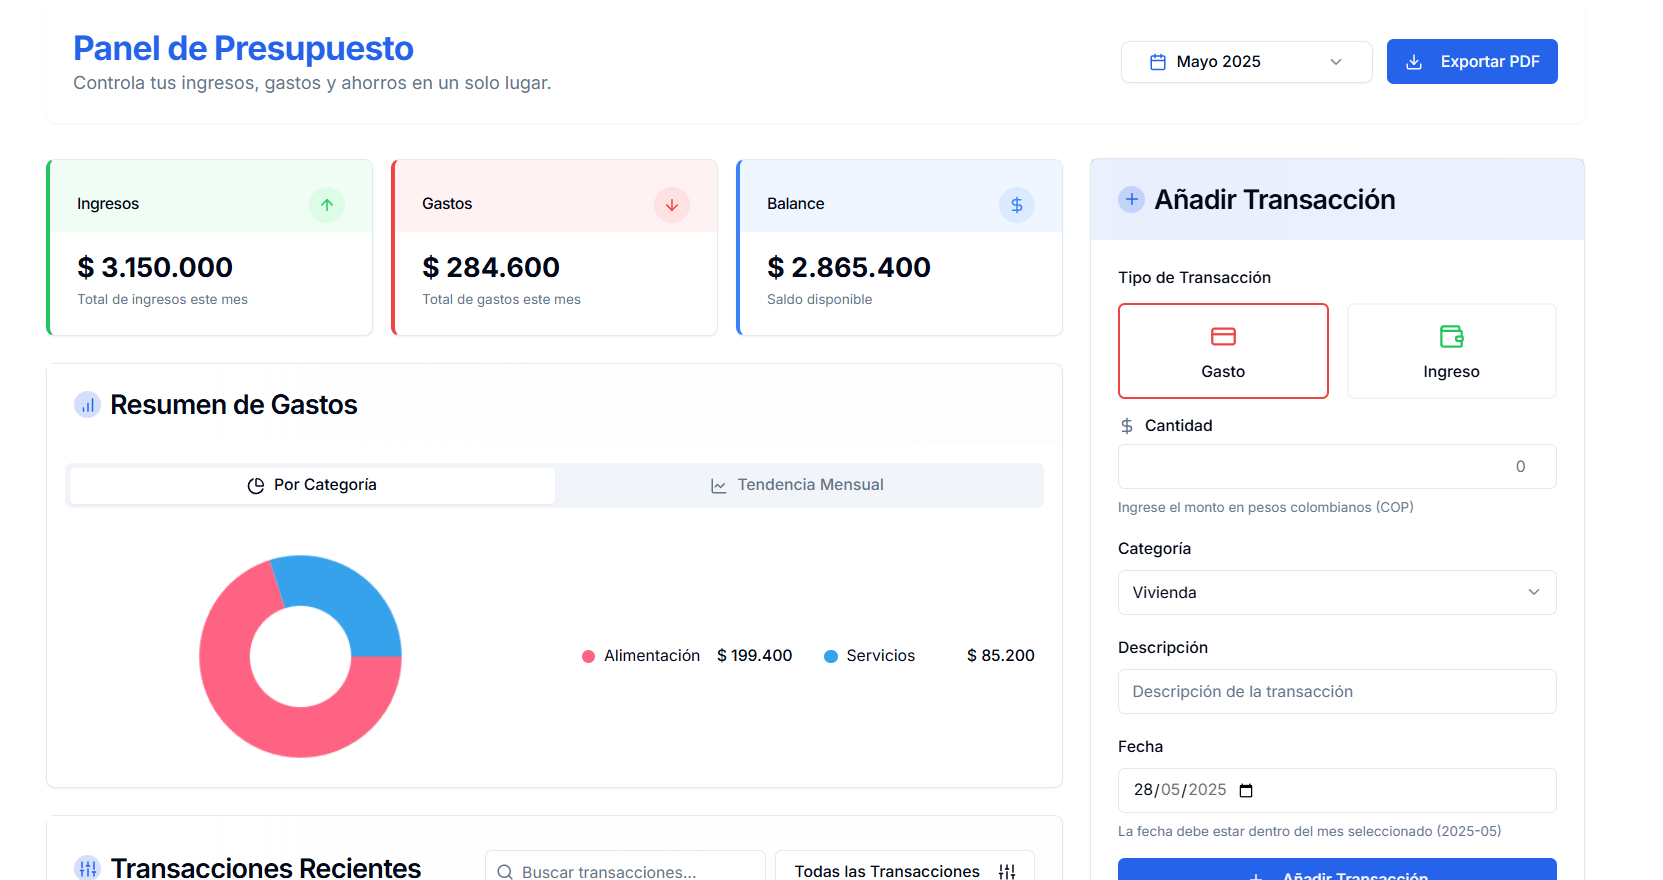 Panel de Presupuesto
Controla tus ingresos, gastos y ahorros en un solo lugar.
Mayo 2025
Exportar PDF
Ingresos
$ 3.150.000
Total de ingresos este mes
Gastos
$ 284.600
Total de gastos este mes
Balance
$
$ 2.865.400
Saldo disponible
Resumen de Gastos
Por Categoría
Tendencia Mensual
Alimentación $ 199.400
Servicios $ 85.200
Transacciones Recientes
Buscar transacciones...
Todas las Transacciones
Añadir Transacción
Tipo de Transacción
Gasto
Ingreso
$ Cantidad
0
Ingrese el monto en pesos colombianos (COP)
Categoría
Vivienda
Descripción
Descripción de la transacción
Fecha
28/05/2025
La fecha debe estar dentro del mes seleccionado (2025-05)
Añadir Transacción